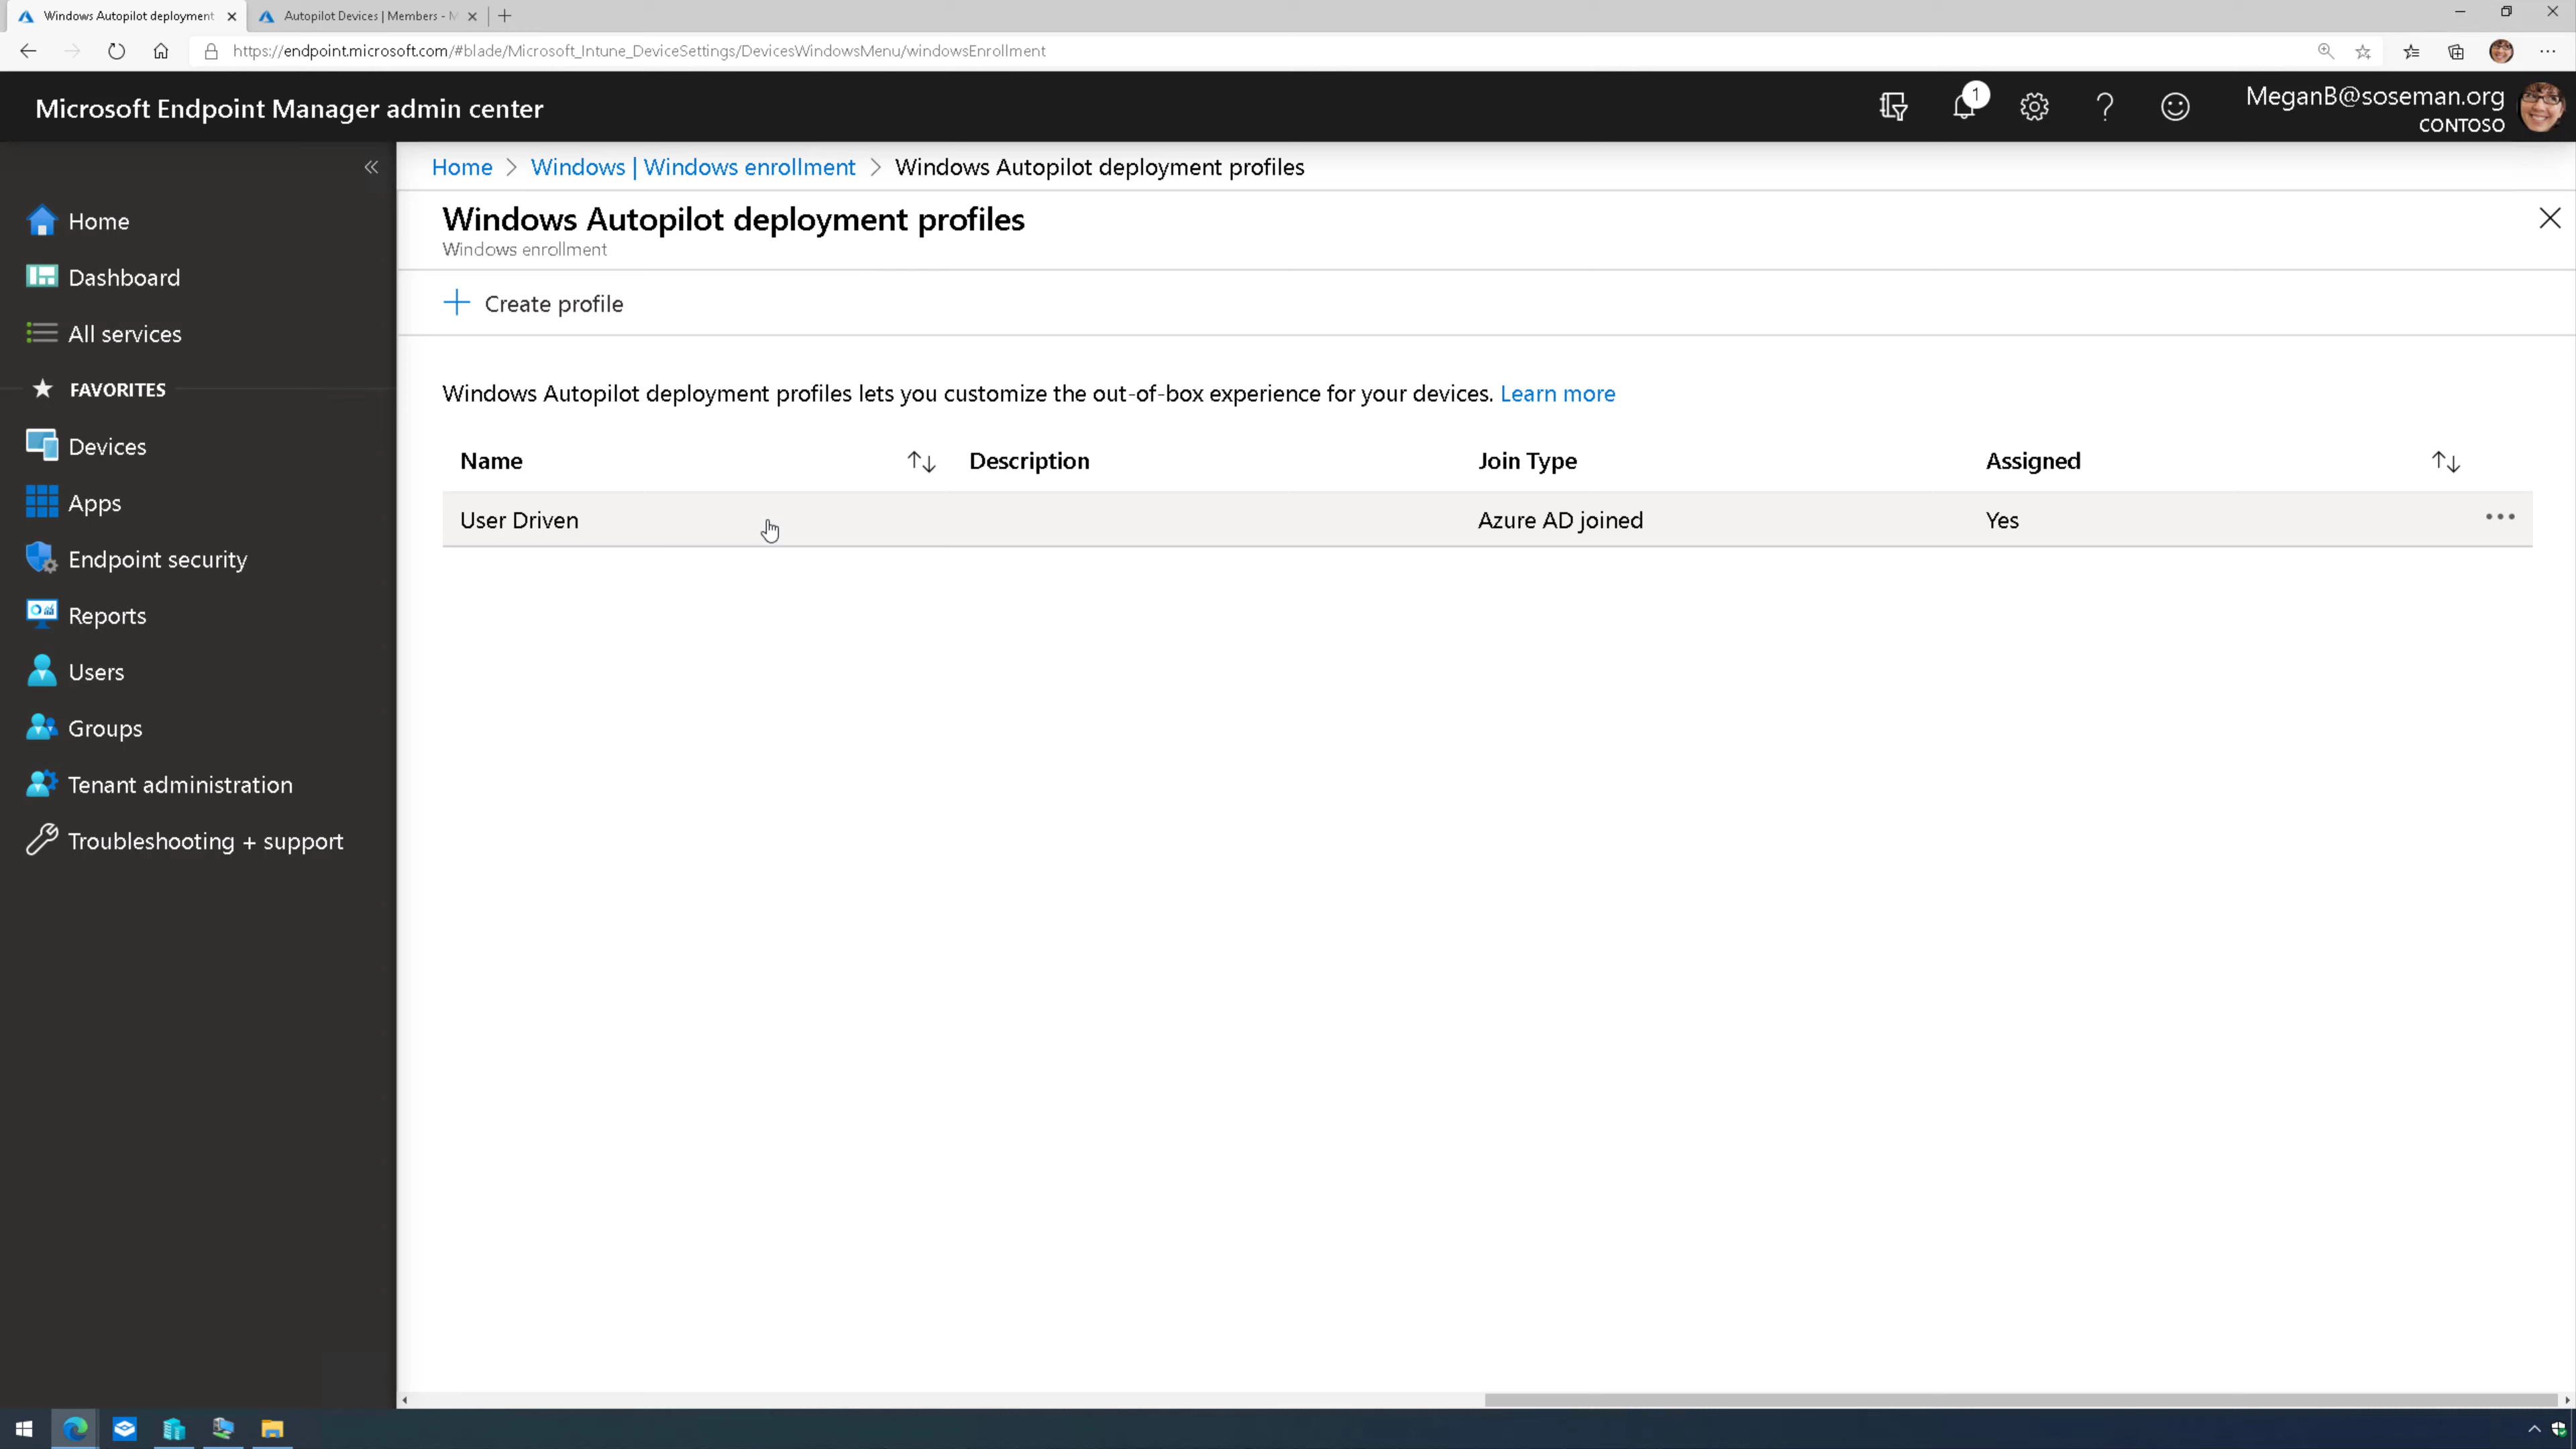 Windows Autopilot deployment
Autopilot Devices | Members - M
https://endpoint.microsoft.com/#blade/Microsoft_Intune_DeviceSettings/DevicesWindowsMenu/windowsEnrollment
Microsoft Endpoint Manager admin center
1
MeganB@soseman.org
CONTOSO
Home
Dashboard
All services
FAVORITES
Devices
Apps
Endpoint security
Reports
Users
Groups
Tenant administration
Troubleshooting + support
Home > Windows | Windows enrollment > Windows Autopilot deployment profiles
Windows Autopilot deployment profiles
Windows enrollment
Create profile
Windows Autopilot deployment profiles lets you customize the out-of-box experience for your devices. Learn more
Name Description Join Type Assigned
User Driven Azure AD joined Yes